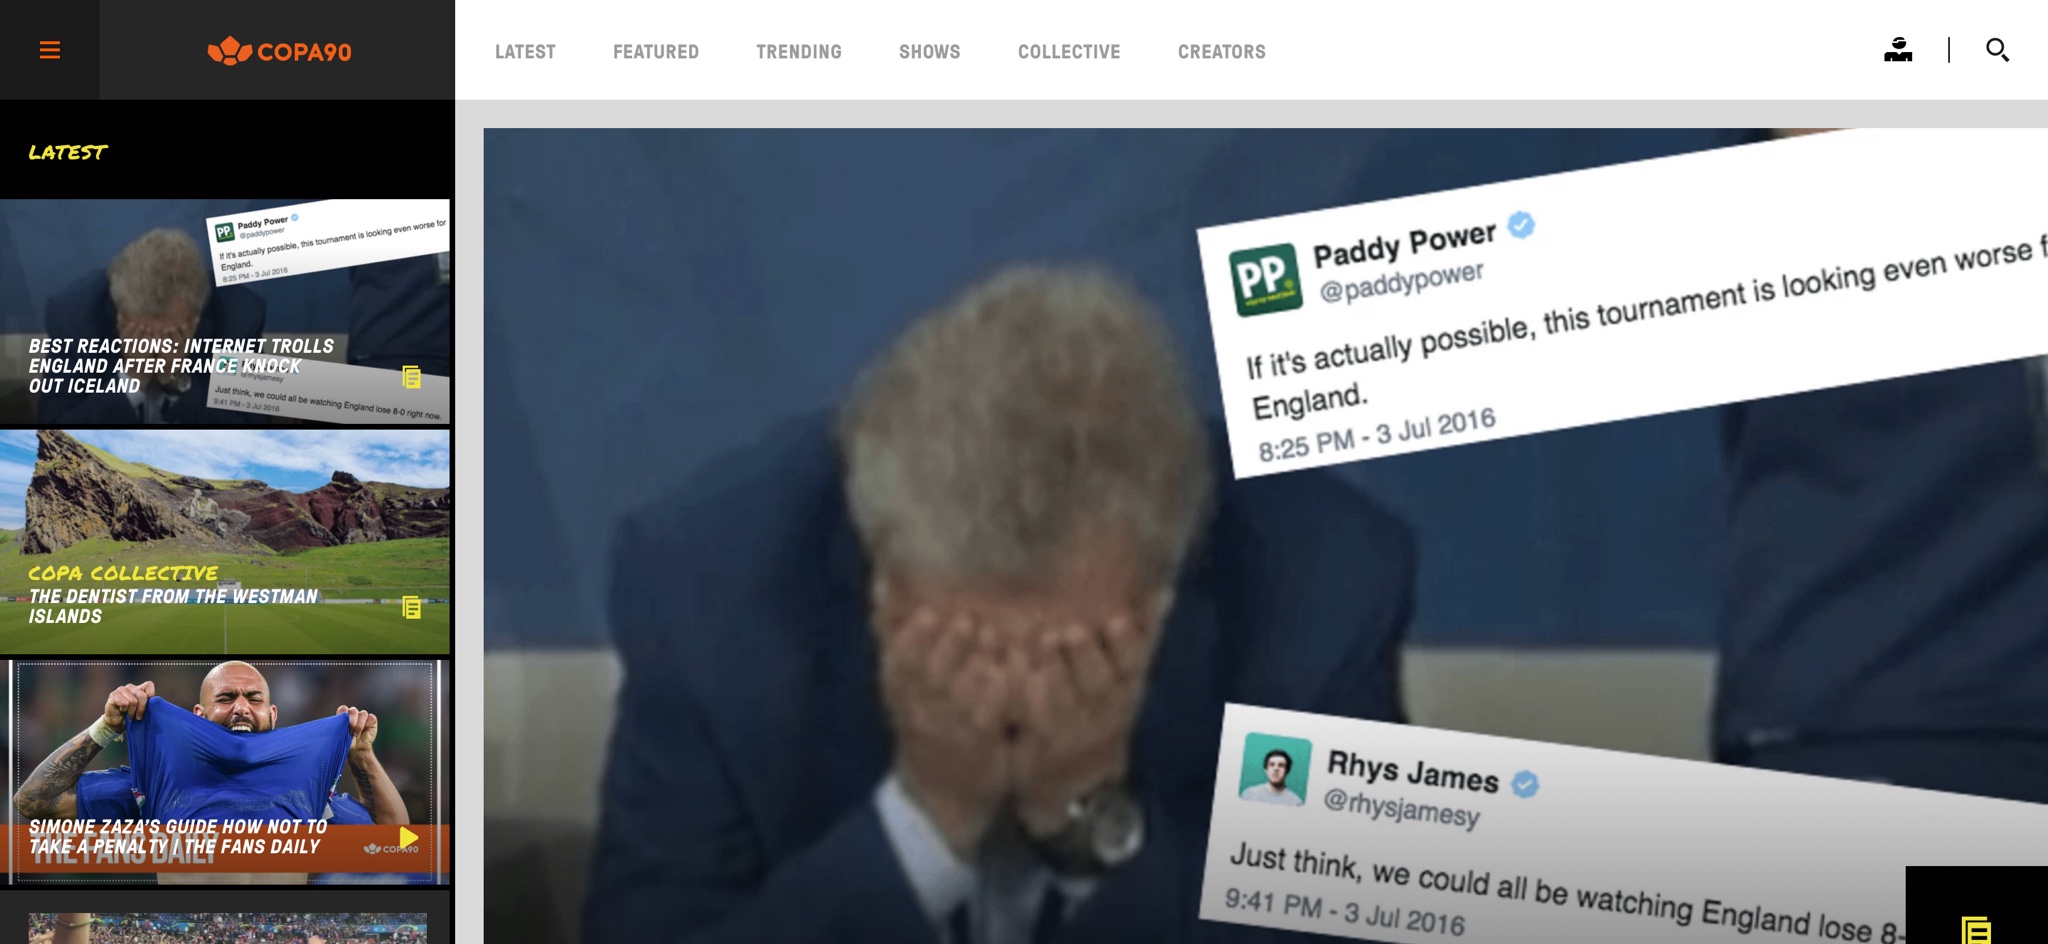 COPA90
LATEST
FEATURED
TRENDING
SHOWS
COLLECTIVE
CREATORS
LATEST
PP
Paddy Power
@paddypower
If it's actually possible, this tournament is looking even worse for
England.
8:25 PM - 3 Jul 2016
BEST REACTIONS: INTERNET TROLLS
ENGLAND AFTER FRANCE KNOCK
OUT ICELAND
@rhysjamesy
Just think, we could all be watching England lose 8-0 right now.
9:41 PM - 3 Jul 2016
COPA COLLECTIVE
THE DENTIST FROM THE WESTMAN
ISLANDS
SIMONE ZAZA'S GUIDE HOW NOT TO
TAKE A PENALTY | THE FANS DAILY
THE FANS DAILY
COPA90
PP
Paddy Power
@paddypower
If it's actually possible, this tournament is looking even worse f
England.
8:25 PM - 3 Jul 2016
Rhys James
@rhysjamesy
Just think, we could all be watching England lose 8-
9:41 PM - 3 Jul 2016